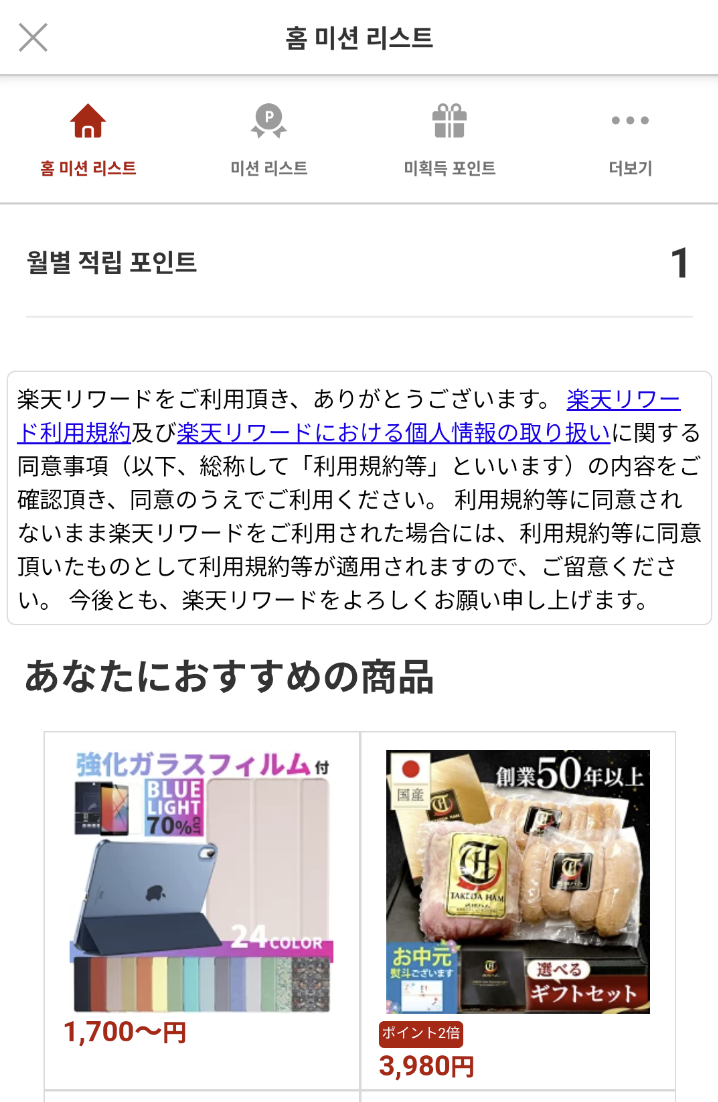 홈 미션 리스트
홈 미션 리스트
미션 리스트
미획득 포인트
더보기
월별 적립 포인트
1
楽天リワードをご利用頂き、ありがとうございます。 楽天リワー
ド利用規約及び楽天リワードにおける個人情報の取り扱いに関する
同意事項（以下、総称して「利用規約等」といいます）の内容をご
確認頂き、同意のうえでご利用ください。 利用規約等に同意され
ないまま楽天リワードをご利用された場合には、利用規約等に同意
頂いたものとして利用規約等が適用されますので、ご留意くださ
い。 今後とも、楽天リワードをよろしくお願い申し上げます。
あなたにおすすめの商品
強化ガラスフィルム付
BLUE
LIGHT
70%CUT
24COLOR
1,700～円
国産
創業50年以上
TAKEDA HAM
お中元
熨斗ございます
選べる
ギフトセット
ポイント2倍
3,980円